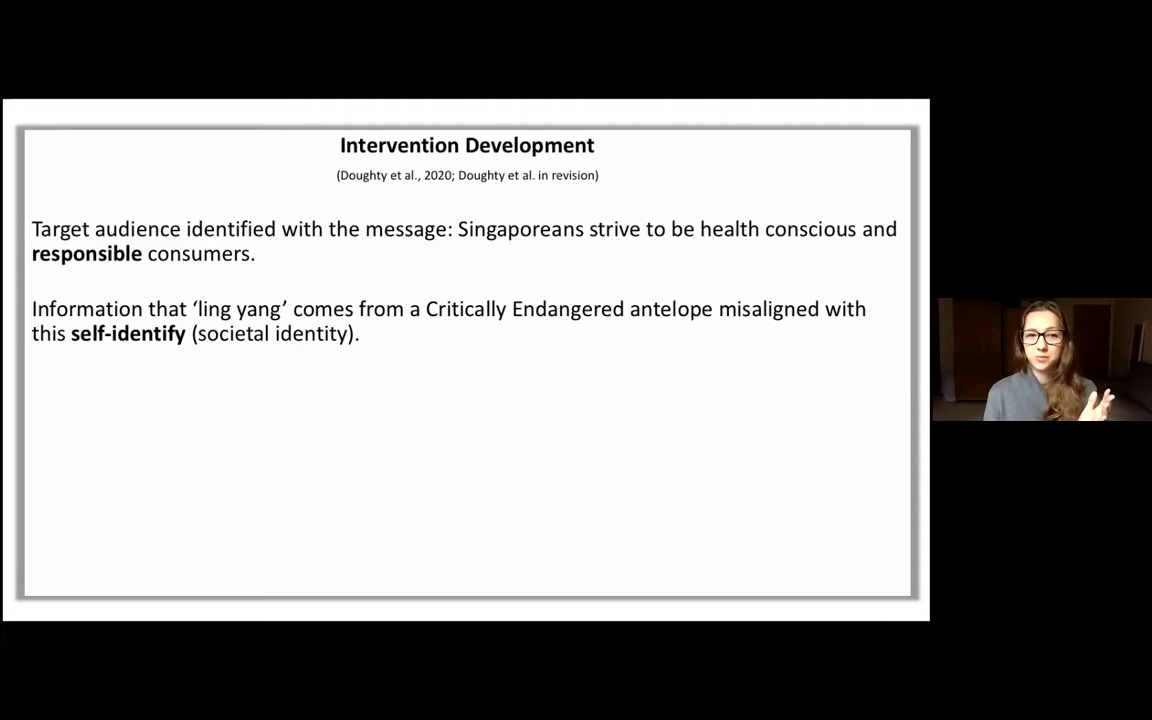 Intervention Development
(Doughty et al., 2020; Doughty et al. in revision)
Target audience identified with the message: Singaporeans strive to be health conscious and
responsible consumers.
Information that ‘ling yang’ comes from a Critically Endangered antelope misaligned with
this self-identify (societal identity).